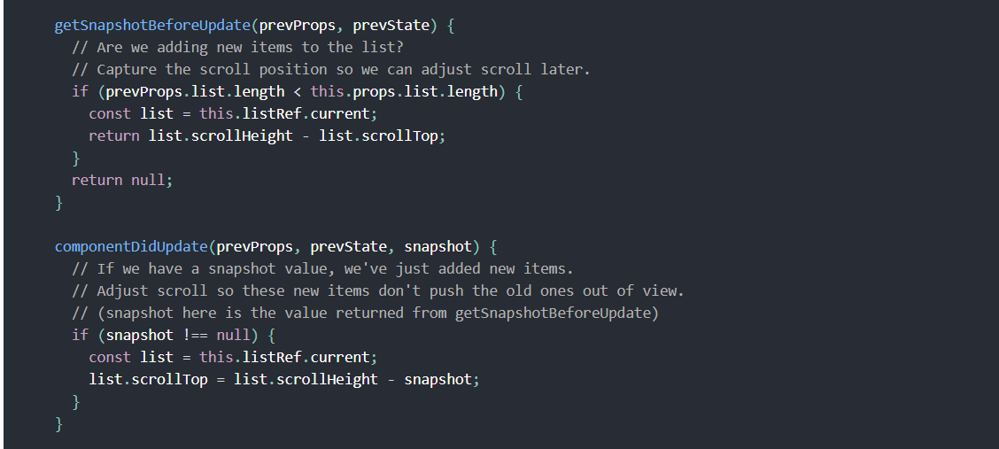 getSnapshotBeforeUpdate(prevProps, prevState) {
// Are we adding new items to the list?
// Capture the scroll position so we can adjust scroll later.
if (prevProps.list.length < this.props.list.length) {
const list = this.listRef.current;
return list.scrollHeight - list.scrollTop;
}
return null;
}
componentDidUpdate(prevProps, prevState, snapshot) {
// If we have a snapshot value, we've just added new items.
// Adjust scroll so these new items don't push the old ones out of view.
// (snapshot here is the value returned from getSnapshotBeforeUpdate)
if (snapshot !== null) {
const list = this.listRef.current;
list.scrollTop = list.scrollHeight - snapshot;
}
}